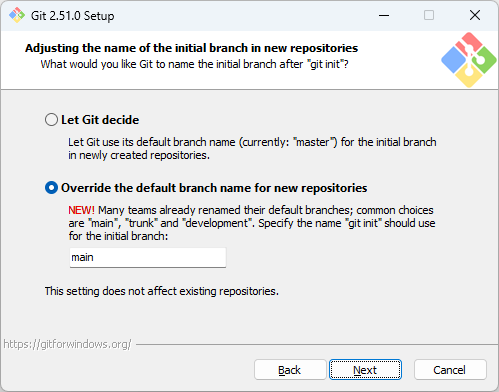 Git 2.51.0 Setup
Adjusting the name of the initial branch in new repositories
What would you like Git to name the initial branch after "git init"?
Let Git decide
Let Git use its default branch name (currently: "master") for the initial branch
in newly created repositories.
Override the default branch name for new repositories
NEW! Many teams already renamed their default branches; common choices
are "main", "trunk" and "development". Specify the name "git init" should use
for the initial branch:
main
This setting does not affect existing repositories.
https://gitforwindows.org/
Back
Next
Cancel